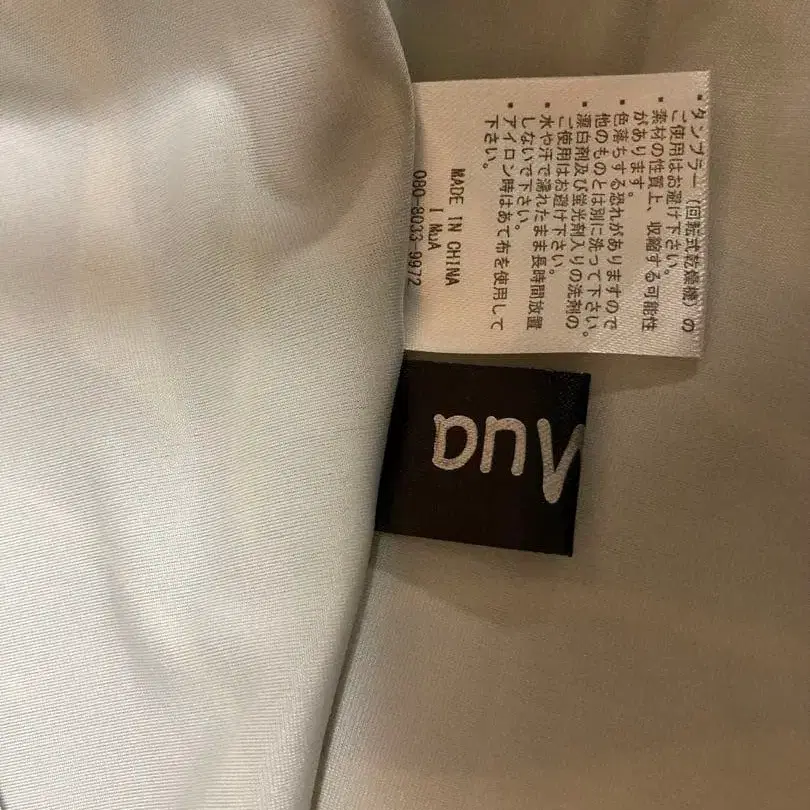 ・タンブラー（回転式乾燥機）の
ご使用はお避け下さい。
・素材の性質上、収縮する可能性
があります。
・色落ちする恐れがありますので
他のものとは別に洗って下さい。
・漂白剤及び蛍光剤入りの洗剤の
ご使用はお避け下さい。
・水や汗で濡れたまま長時間放置
しないで下さい。
・アイロン時はあて布を使用して
下さい。
MADE IN CHINA
I MuA
080-8033-9972
Mua